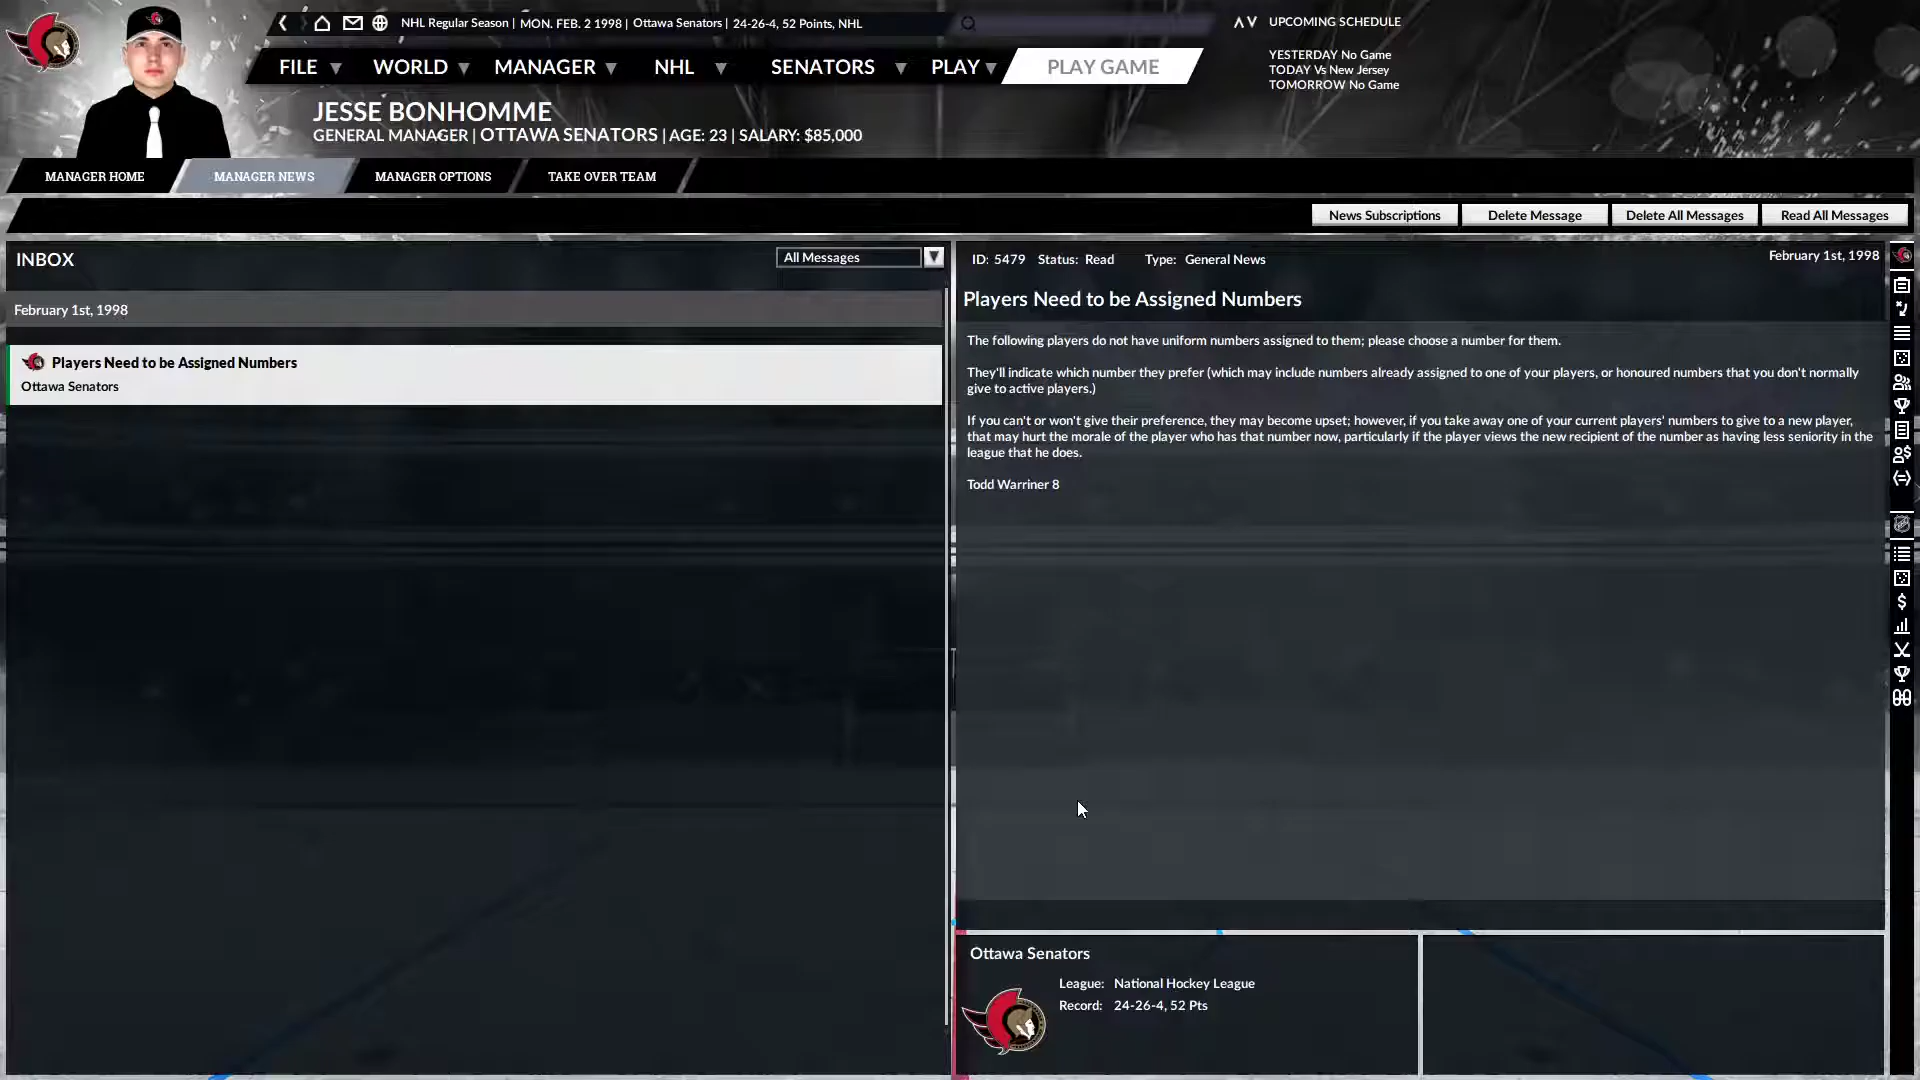 NHL Regular Season | MON. FEB. 2 1998 | Ottawa Senators | 24-26-4, 52 Points, NHL
UPCOMING SCHEDULE
YESTERDAY No Game
TODAY Vs New Jersey
TOMORROW No Game
FILE WORLD MANAGER NHL SENATORS PLAY PLAY GAME
JESSE BONHOMME
GENERAL MANAGER | OTTAWA SENATORS | AGE: 23 | SALARY: $85,000
MANAGER HOME MANAGER NEWS MANAGER OPTIONS TAKE OVER TEAM
News Subscriptions Delete Message Delete All Messages Read All Messages
INBOX All Messages
February 1st, 1998
Players Need to be Assigned Numbers
Ottawa Senators
ID: 5479 Status: Read Type: General News February 1st, 1998
Players Need to be Assigned Numbers
The following players do not have uniform numbers assigned to them; please choose a number for them.
They'll indicate which number they prefer (which may include numbers already assigned to one of your players, or honoured numbers that you don't normally
give to active players.)
If you can't or won't give their preference, they may become upset; however, if you take away one of your current players' numbers to give to a new player,
that may hurt the morale of the player who has that number now, particularly if the player views the new recipient of the number as having less seniority in the
league that he does.
Todd Warriner 8
Ottawa Senators
League: National Hockey League
Record: 24-26-4, 52 Pts